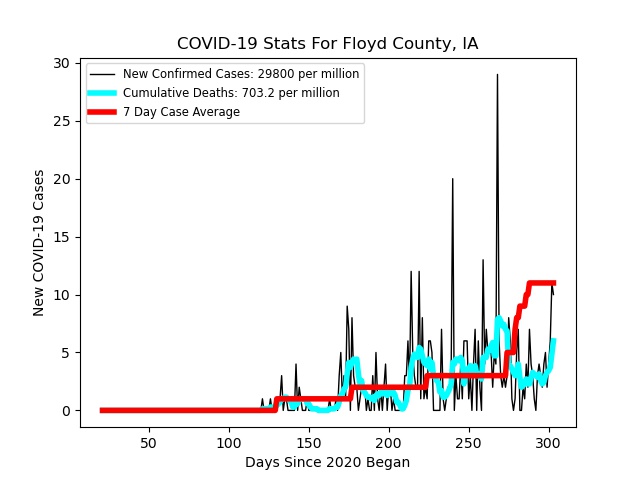 COVID-19 Stats For Floyd County, IA
New Confirmed Cases: 29800 per million
Cumulative Deaths: 703.2 per million
7 Day Case Average
New COVID-19 Cases
30
25
20
15
10
5
0
50 100 150 200 250 300
Days Since 2020 Began